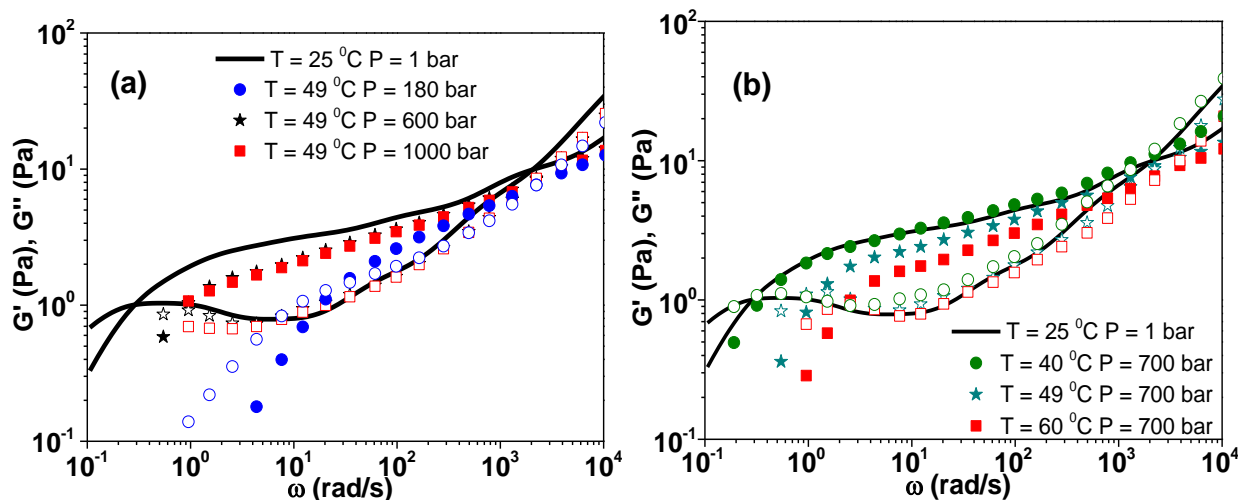 10²
(a)
T = 25 ⁰C P = 1 bar
T = 49 ⁰C P = 180 bar
T = 49 ⁰C P = 600 bar
T = 49 ⁰C P = 1000 bar
10¹
G' (Pa), G'' (Pa)
10⁰
10⁻¹
10⁻¹ 10⁰ 10¹ 10² 10³ 10⁴
ω (rad/s)
10²
(b)
10¹
G' (Pa), G'' (Pa)
10⁰
T = 25 ⁰C P = 1 bar
T = 40 ⁰C P = 700 bar
T = 49 ⁰C P = 700 bar
T = 60 ⁰C P = 700 bar
10⁻¹
10⁻¹ 10⁰ 10¹ 10² 10³ 10⁴
ω (rad/s)